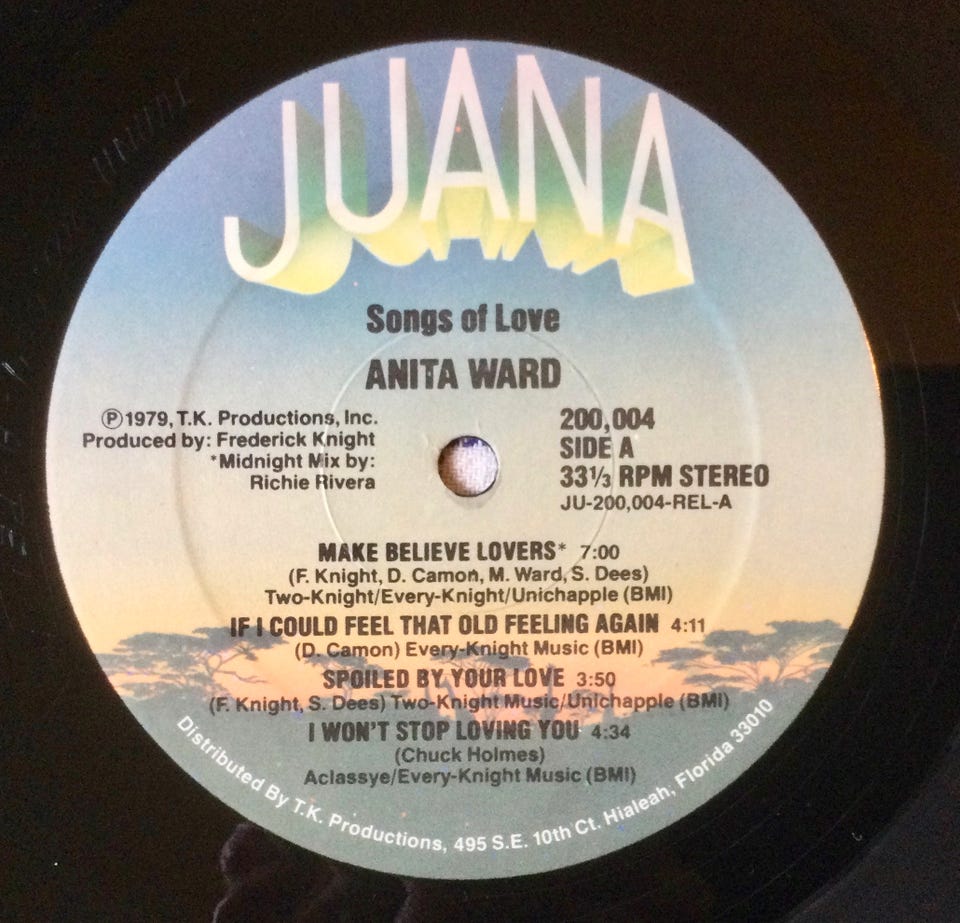 JUANA
Songs of Love
ANITA WARD
Ⓟ1979, T.K. Productions, Inc.
Produced by: Frederick Knight
*Midnight Mix by:
Richie Rivera
200,004
SIDE A
33⅓ RPM STEREO
JU-200,004-REL-A
MAKE BELIEVE LOVERS* 7:00
(F. Knight, D. Camon, M. Ward, S. Dees)
Two-Knight/Every-Knight/Unichapple (BMI)
IF I COULD FEEL THAT OLD FEELING AGAIN 4:11
(D. Camon) Every-Knight Music (BMI)
SPOILED BY YOUR LOVE 3:50
(F. Knight, S. Dees) Two-Knight Music/Unichapple (BMI)
I WON'T STOP LOVING YOU 4:34
(Chuck Holmes)
Aclassye/Every-Knight Music (BMI)
Distributed By T.K. Productions, 495 S.E. 10th Ct. Hialeah, Florida 33010